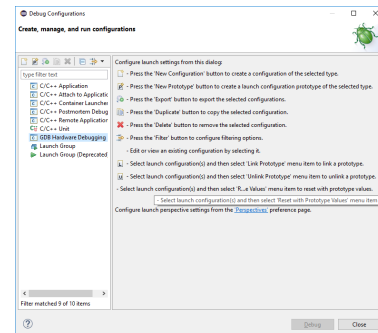 Debug Configurations
Create, manage, and run configurations
type filter text
C/C++ Application
C/C++ Attach to Applicatic
C/C++ Container Launcher
C/C++ Postmortem Debug
C/C++ Remote Application
C/C++ Unit
GDB Hardware Debugging
Launch Group
Launch Group (Deprecated
Filter matched 9 of 10 items
Configure launch settings from this dialog:
- Press the 'New Configuration' button to create a configuration of the selected type.
- Press the 'New Prototype' button to create a launch configuration prototype of the selected type.
- Press the 'Export' button to export the selected configurations.
- Press the 'Duplicate' button to copy the selected configuration.
- Press the 'Delete' button to remove the selected configuration.
- Press the 'Filter' button to configure filtering options.
- Edit or view an existing configuration by selecting it.
- Select launch configuration(s) and then select 'Link Prototype' menu item to link a prototype.
- Select launch configuration(s) and then select 'Unlink Prototype' menu item to unlink a prototype.
- Select launch configuration(s) and then select 'R...e Values' menu item to reset with prototype values.
- Select launch configuration(s) and then select 'Reset with Prototype Values' menu item
Configure launch perspective settings from the 'Perspectives' preference page.
Debug
Close